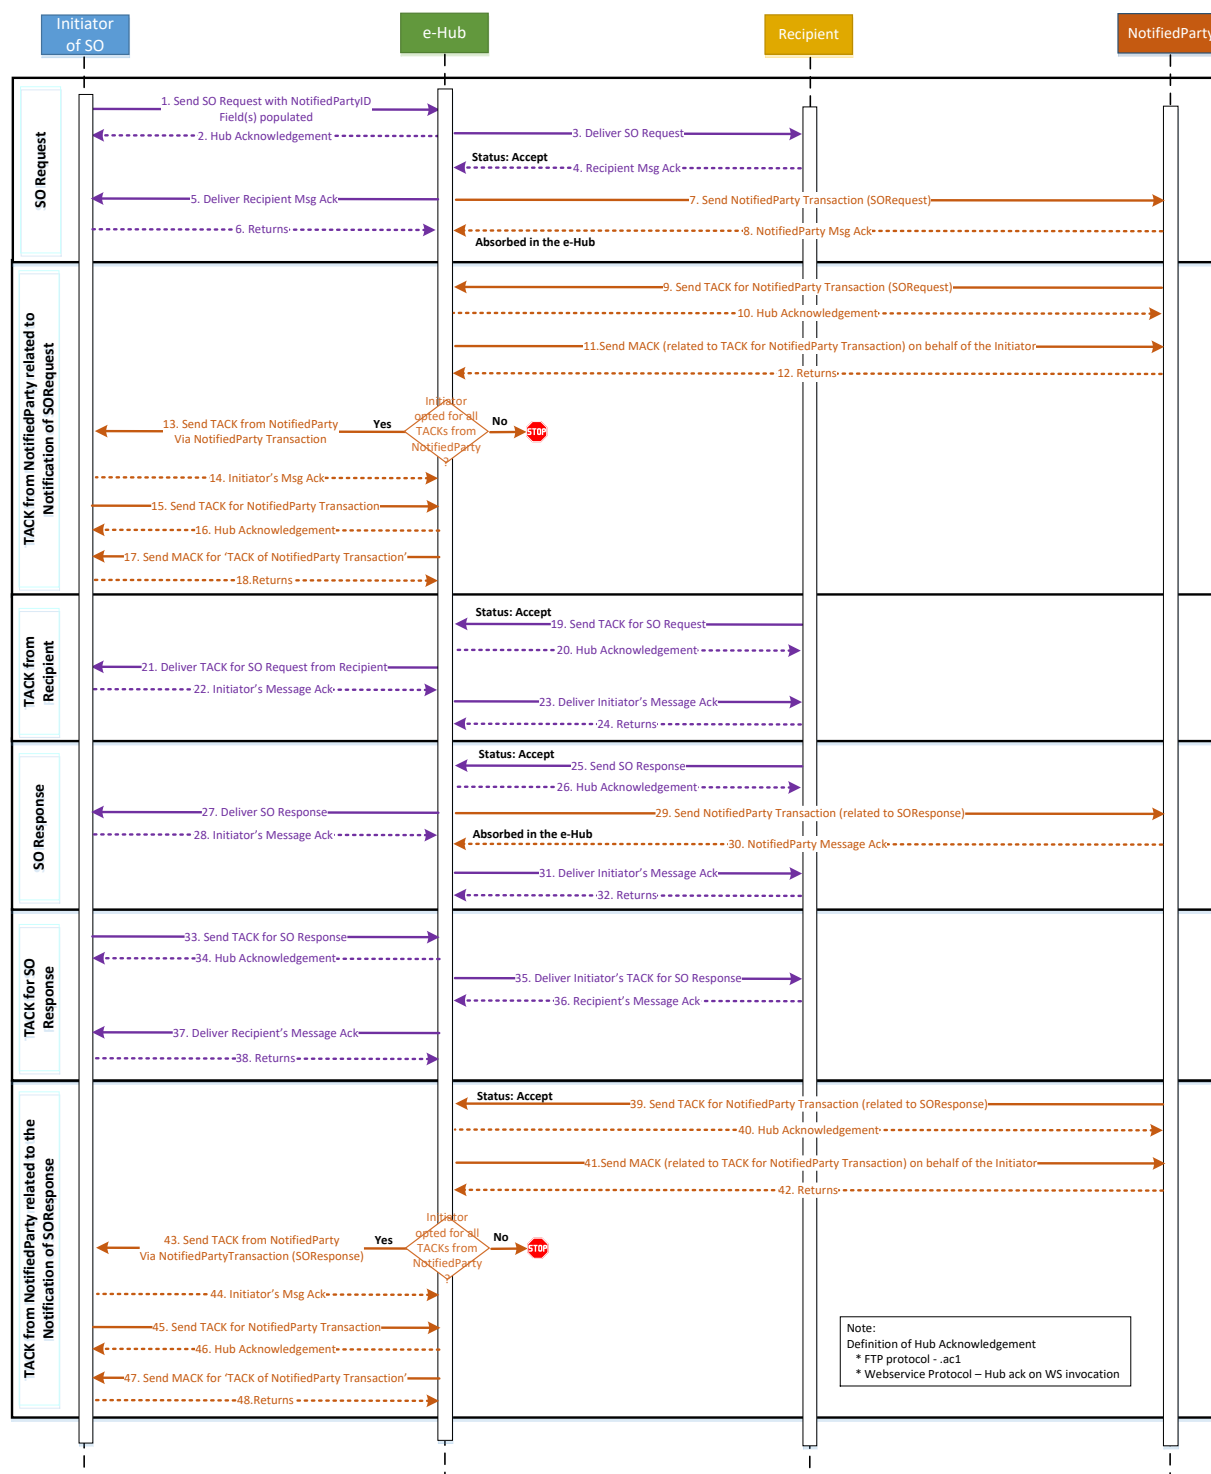 Initiator
of SO
e-Hub
Recipient
NotifiedParty
SO Request
1. Send SO Request with NotifiedPartyID
Field(s) populated
2. Hub Acknowledgement
3. Deliver SO Request
Status: Accept
4. Recipient Msg Ack
5. Deliver Recipient Msg Ack
7. Send NotifiedParty Transaction (SORequest)
6. Returns
8. NotifiedParty Msg Ack
Absorbed in the e-Hub
TACK from NotifiedParty related to
Notification of SORequest
9. Send TACK for NotifiedParty Transaction (SORequest)
10. Hub Acknowledgement
11.Send MACK (related to TACK for NotifiedParty Transaction) on behalf of the Initiator
12. Returns
13. Send TACK from NotifiedParty
Via NotifiedParty Transaction
Yes
Initiator
opted for all
TACKs from
NotifiedParty
?
No
STOP
14. Initiator's Msg Ack
15. Send TACK for NotifiedParty Transaction
16. Hub Acknowledgement
17. Send MACK for ‘TACK of NotifiedParty Transaction’
18.Returns
TACK from
Recipient
Status: Accept
19. Send TACK for SO Request
20. Hub Acknowledgement
21. Deliver TACK for SO Request from Recipient
22. Initiator's Message Ack
23. Deliver Initiator's Message Ack
24. Returns
SO Response
Status: Accept
25. Send SO Response
26. Hub Acknowledgement
27. Deliver SO Response
29. Send NotifiedParty Transaction (related to SOResponse)
28. Initiator's Message Ack
Absorbed in the e-Hub
30. NotifiedParty Message Ack
31. Deliver Initiator's Message Ack
32. Returns
TACK for SO
Response
33. Send TACK for SO Response
34. Hub Acknowledgement
35. Deliver Initiator's TACK for SO Response
36. Recipient's Message Ack
37. Deliver Recipient's Message Ack
38. Returns
TACK from NotifiedParty related to the
Notification of SOResponse
Status: Accept
39. Send TACK for NotifiedParty Transaction (related to SOResponse)
40. Hub Acknowledgement
41.Send MACK (related to TACK for NotifiedParty Transaction) on behalf of the Initiator
42. Returns
43. Send TACK from NotifiedParty
Via NotifiedPartyTransaction (SOResponse)
Yes
Initiator
opted for all
TACKs from
NotifiedParty
?
No
STOP
44. Initiator's Msg Ack
45. Send TACK for NotifiedParty Transaction
46. Hub Acknowledgement
47. Send MACK for ‘TACK of NotifiedParty Transaction’
48.Returns
Note:
Definition of Hub Acknowledgement
* FTP protocol - .ac1
* Webservice Protocol – Hub ack on WS invocation